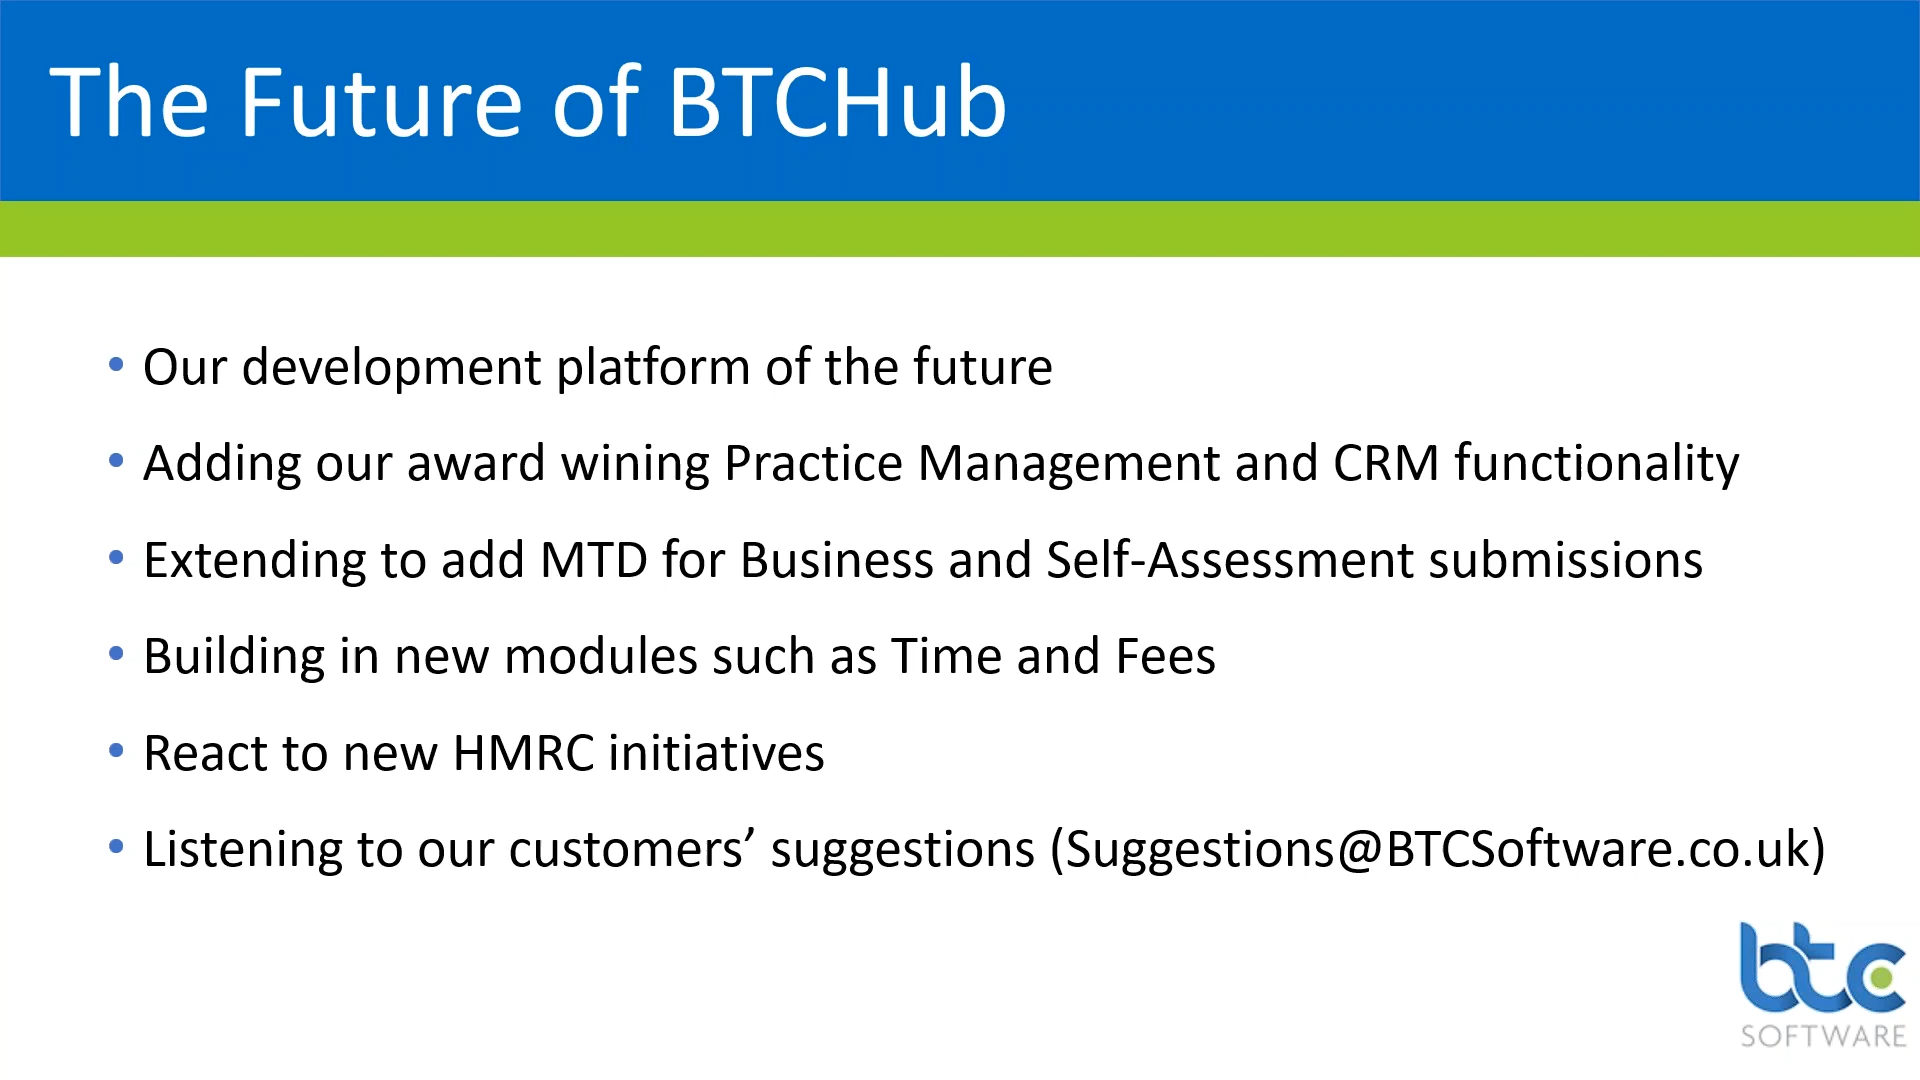 The Future of BTCHub
• Our development platform of the future
• Adding our award wining Practice Management and CRM functionality
• Extending to add MTD for Business and Self-Assessment submissions
• Building in new modules such as Time and Fees
• React to new HMRC initiatives
• Listening to our customers’ suggestions (Suggestions@BTCSoftware.co.uk)
btc
SOFTWARE